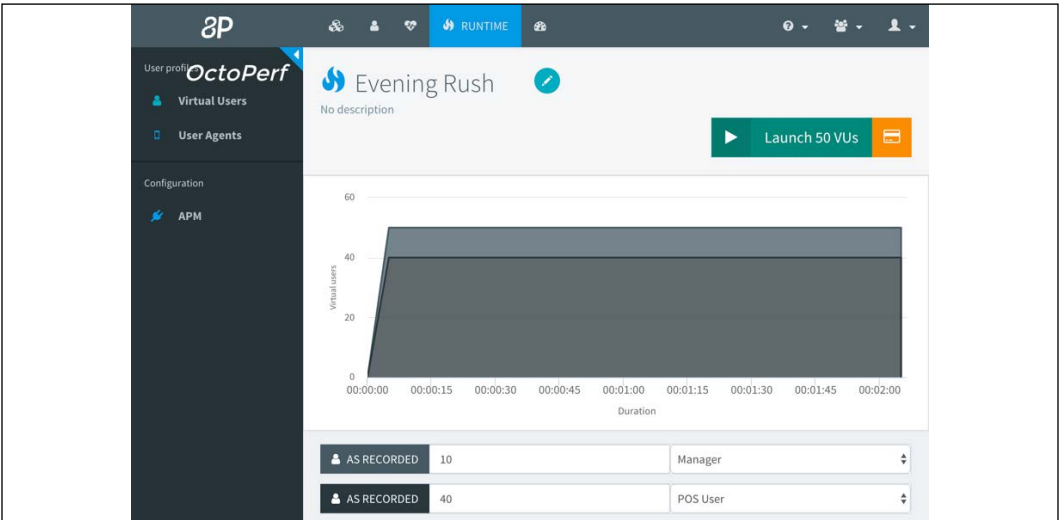 8P
RUNTIME
User profiles
OctoPerf
Virtual Users
User Agents
Configuration
APM
Evening Rush
No description
Launch 50 VUs
60
40
20
0
Virtual users
00:00:00 00:00:15 00:00:30 00:00:45 00:01:00 00:01:15 00:01:30 00:01:45 00:02:00
Duration
AS RECORDED 10 Manager
AS RECORDED 40 POS User